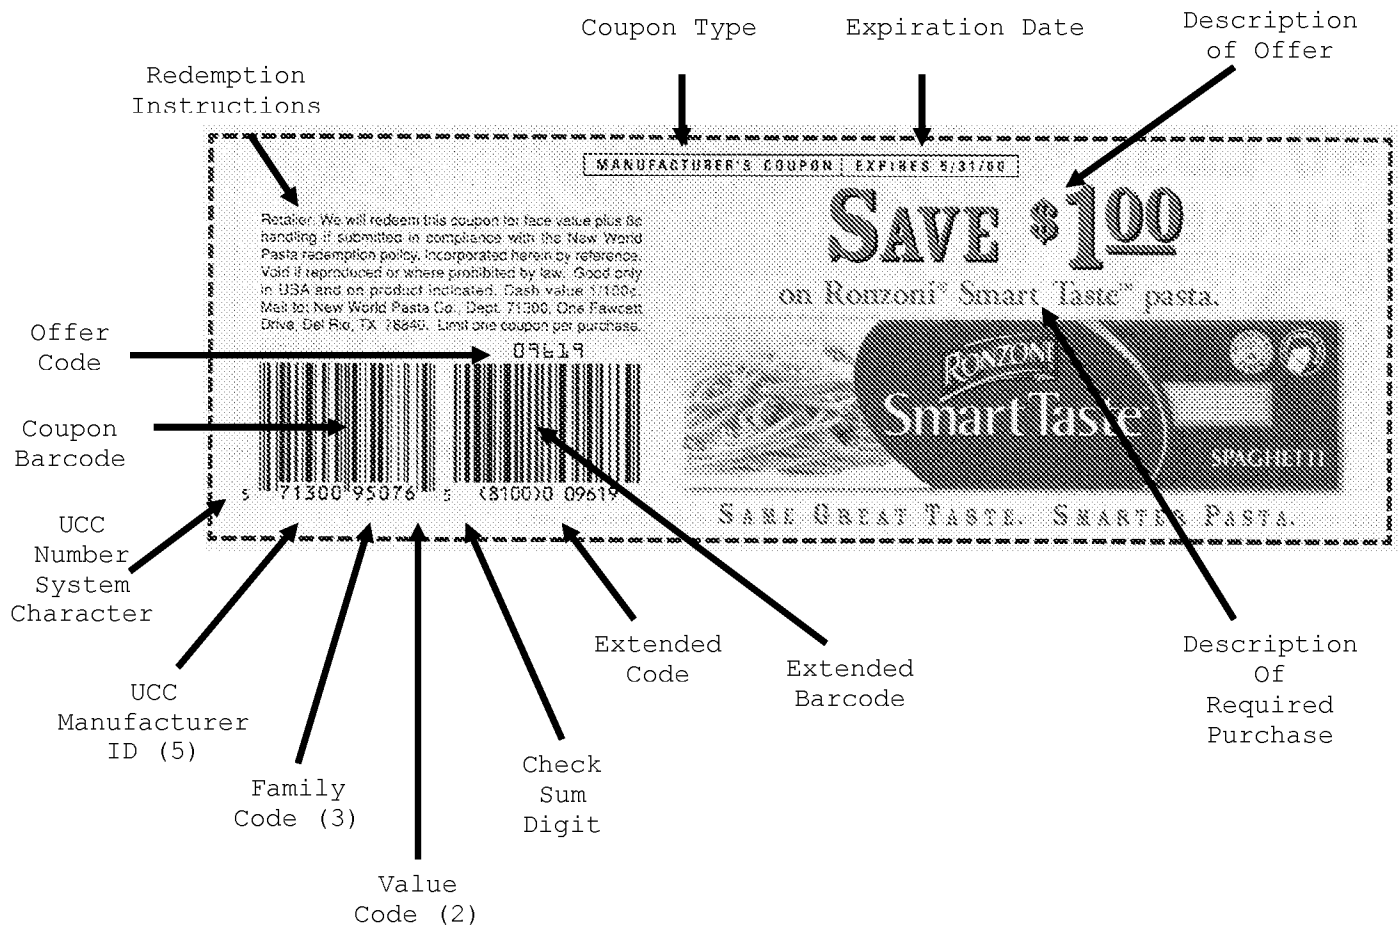 Coupon Type
Expiration Date
Description
of Offer
Redemption
Instructions
MANUFACTURER'S COUPON
EXPIRES 5/31/00
SAVE $1.00
on Ronzoni® Smart Taste™ pasta.
Retailer: We will redeem this coupon for face value plus 8¢
handling if submitted in compliance with the New World
Pasta redemption policy, incorporated herein by reference.
Void if reproduced or where prohibited by law. Good only
in USA and on product indicated. Cash value 1/100¢.
Mail to: New World Pasta Co., Dept. 71300, One Fawcett
Drive, Del Rio, TX 78840. Limit one coupon per purchase.
Offer
Code
09619
RONZONI
Smart Taste
SPAGHETTI
Coupon
Barcode
5 71300 95076 5 (8100)0 09619
SAME GREAT TASTE. SMARTER PASTA.
UCC
Number
System
Character
UCC
Manufacturer
ID (5)
Family
Code (3)
Value
Code (2)
Check
Sum
Digit
Extended
Code
Extended
Barcode
Description
Of
Required
Purchase